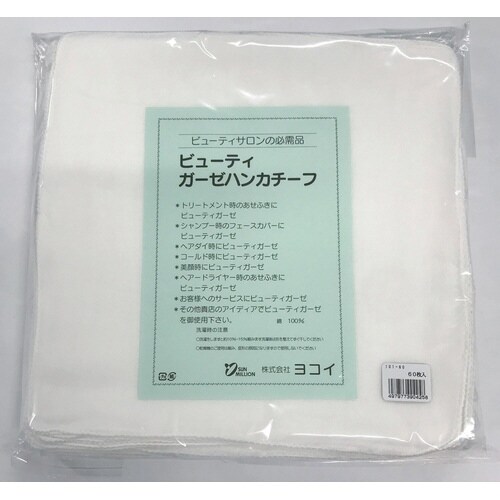 ビューティサロンの必需品
ビューティ
ガーゼハンカチーフ
＊トリートメント時のあせふきに
ビューティガーゼ
＊シャンプー時のフェースカバーに
ビューティーガーゼ
＊ヘアダイ時にビューティガーゼ
＊コールド時にビューティガーゼ
＊美顔時にビューティガーゼ
＊ヘアードライヤー時のあせふきに
ビューティガーゼ
＊お客様へのサービスにビューティガーゼ
＊その他貴店のアイディアでビューティガーゼ
を御使用下さい。 綿 100%
洗濯時の注意
SUN MILLION 株式会社 ヨコイ
60枚入
4979773904256